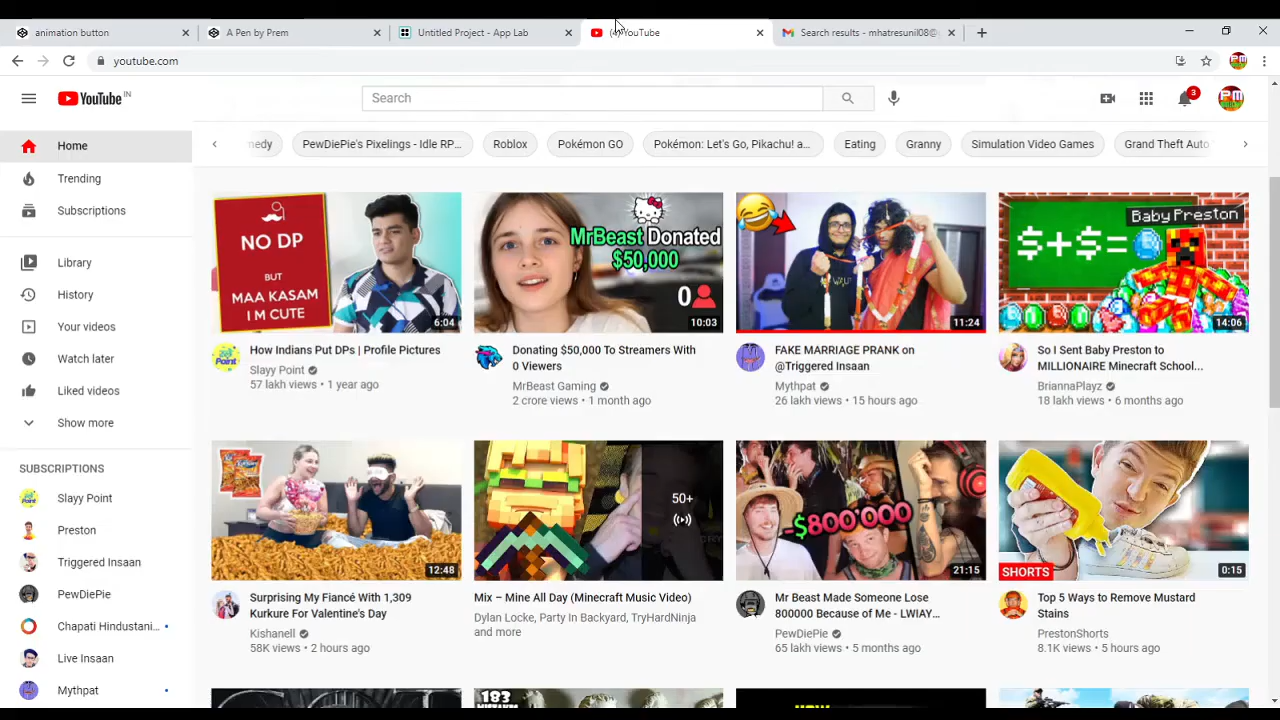 animation button
A Pen by Prem
Untitled Project - App Lab
YouTube
Search results - mhatresunil08@g
youtube.com
YouTube IN
Search
3
PM
nedy
PewDiePie's Pixelings - Idle RP...
Roblox
Pokémon GO
Pokémon: Let's Go, Pikachu! a...
Eating
Granny
Simulation Video Games
Grand Theft Auto
Home
Trending
Subscriptions
Library
History
Your videos
Watch later
Liked videos
Show more
SUBSCRIPTIONS
Slayy Point
Preston
Triggered Insaan
PewDiePie
Chapati Hindustani...
Live Insaan
Mythpat
NO DP
BUT
MAA KASAM
I M CUTE
6:04
How Indians Put DPs | Profile Pictures
Slayy Point
57 lakh views • 1 year ago
MrBeast Donated
$50,000
0
10:03
Donating $50,000 To Streamers With
0 Viewers
MrBeast Gaming
2 crore views • 1 month ago
11:24
FAKE MARRIAGE PRANK on
@Triggered Insaan
Mythpat
26 lakh views • 15 hours ago
Baby Preston
$+$=
14:06
So I Sent Baby Preston to
MILLIONAIRE Minecraft School...
BriannaPlayz
18 lakh views • 6 months ago
12:48
Surprising My Fiancé With 1,309
Kurkure For Valentine's Day
Kishanell
58K views • 2 hours ago
50+
Mix – Mine All Day (Minecraft Music Video)
Dylan Locke, Party In Backyard, TryHardNinja
and more
-$800'000
21:15
Mr Beast Made Someone Lose
800000 Because of Me - LWIAY...
PewDiePie
65 lakh views • 5 months ago
SHORTS
0:15
Top 5 Ways to Remove Mustard
Stains
PrestonShorts
8.1K views • 5 hours ago
183